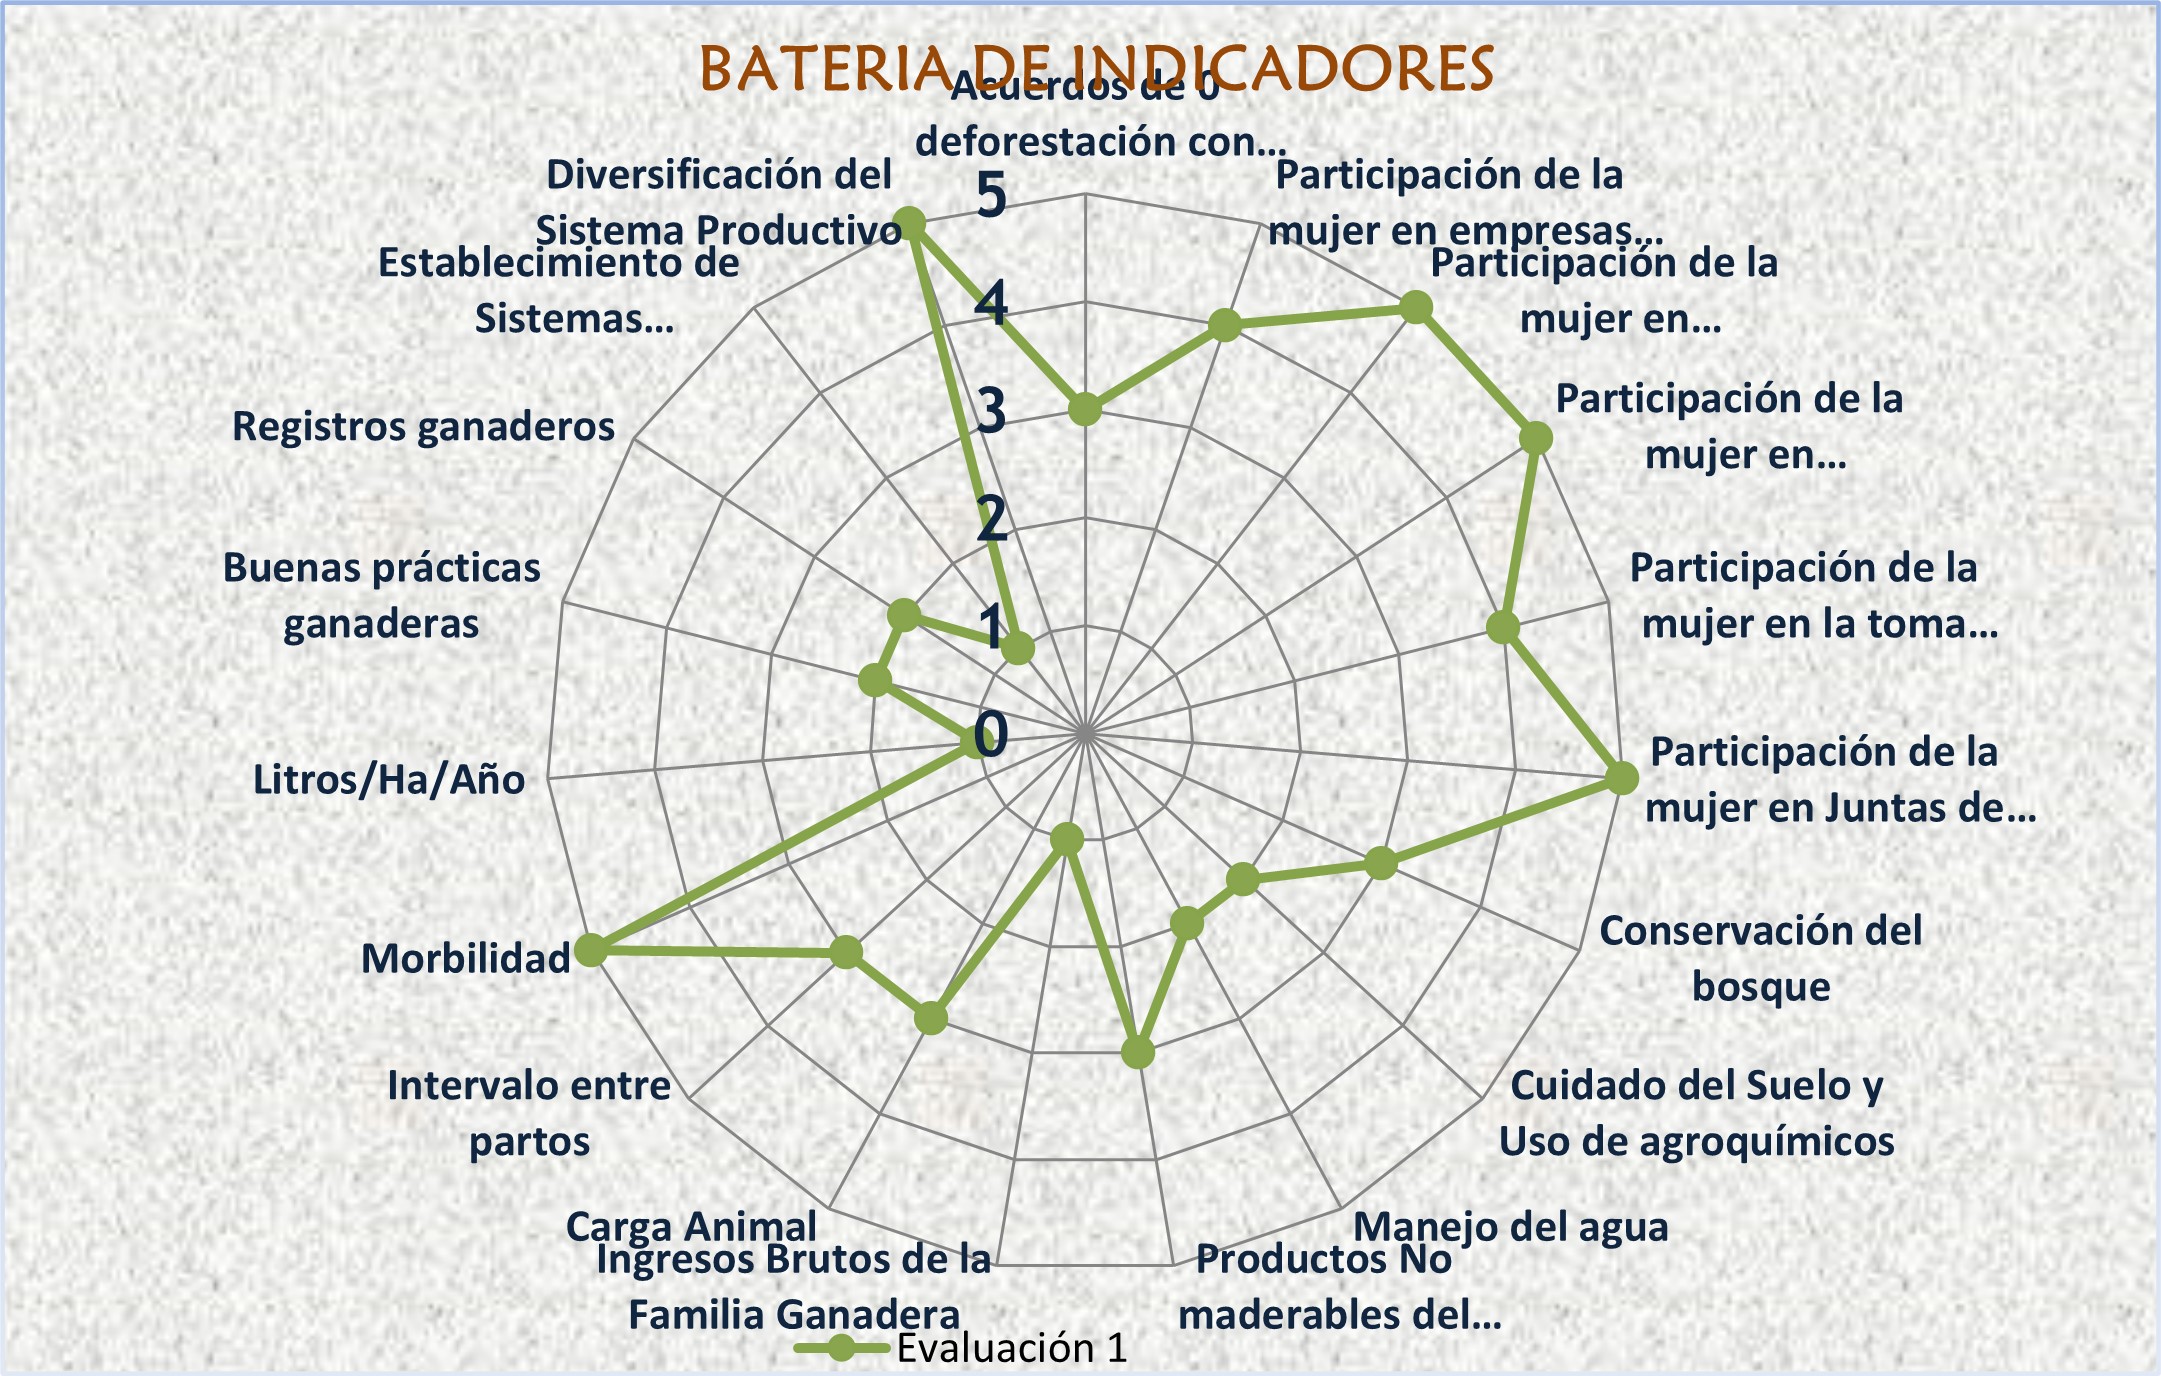 BATERIA DE INDICADORES
Acuerdos de 0
deforestación con...
Participación de la
mujer en empresas...
Participación de la
mujer en...
Participación de la
mujer en...
Participación de la
mujer en la toma...
Participación de la
mujer en Juntas de...
Conservación del
bosque
Cuidado del Suelo y
Uso de agroquímicos
Manejo del agua
Productos No
maderables del...
Ingresos Brutos de la
Familia Ganadera
Carga Animal
Intervalo entre
partos
Morbilidad
Litros/Ha/Año
Buenas prácticas
ganaderas
Registros ganaderos
Establecimiento de
Sistemas...
Diversificación del
Sistema Productivo
5
4
3
2
1
0
Evaluación 1